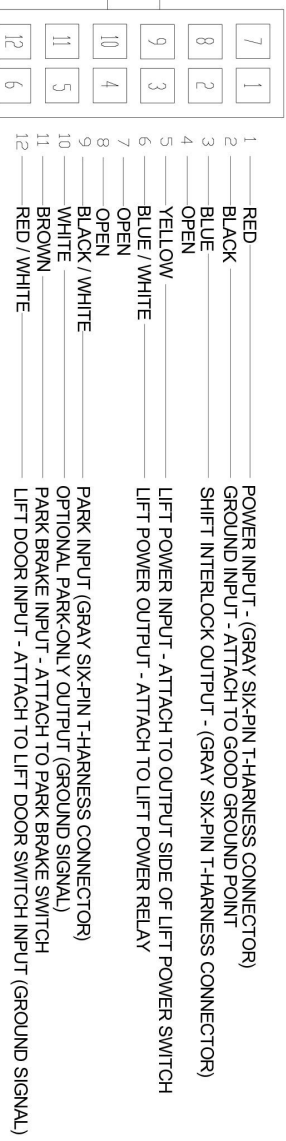 7 8 9 10 11 12
1 2 3 4 5 6
1 RED POWER INPUT - (GRAY SIX-PIN T-HARNESS CONNECTOR)
2 BLACK GROUND INPUT - ATTACH TO GOOD GROUND POINT
3 BLUE SHIFT INTERLOCK OUTPUT - (GRAY SIX-PIN T-HARNESS CONNECTOR)
4 OPEN
5 YELLOW LIFT POWER INPUT - ATTACH TO OUTPUT SIDE OF LIFT POWER SWITCH
6 BLUE / WHITE LIFT POWER OUTPUT - ATTACH TO LIFT POWER RELAY
7 OPEN
8 OPEN
9 BLACK / WHITE PARK INPUT (GRAY SIX-PIN T-HARNESS CONNECTOR)
10 WHITE OPTIONAL PARK-ONLY OUTPUT (GROUND SIGNAL)
11 BROWN PARK BRAKE INPUT - ATTACH TO PARK BRAKE SWITCH
12 RED / WHITE LIFT DOOR INPUT - ATTACH TO LIFT DOOR SWITCH INPUT (GROUND SIGNAL)